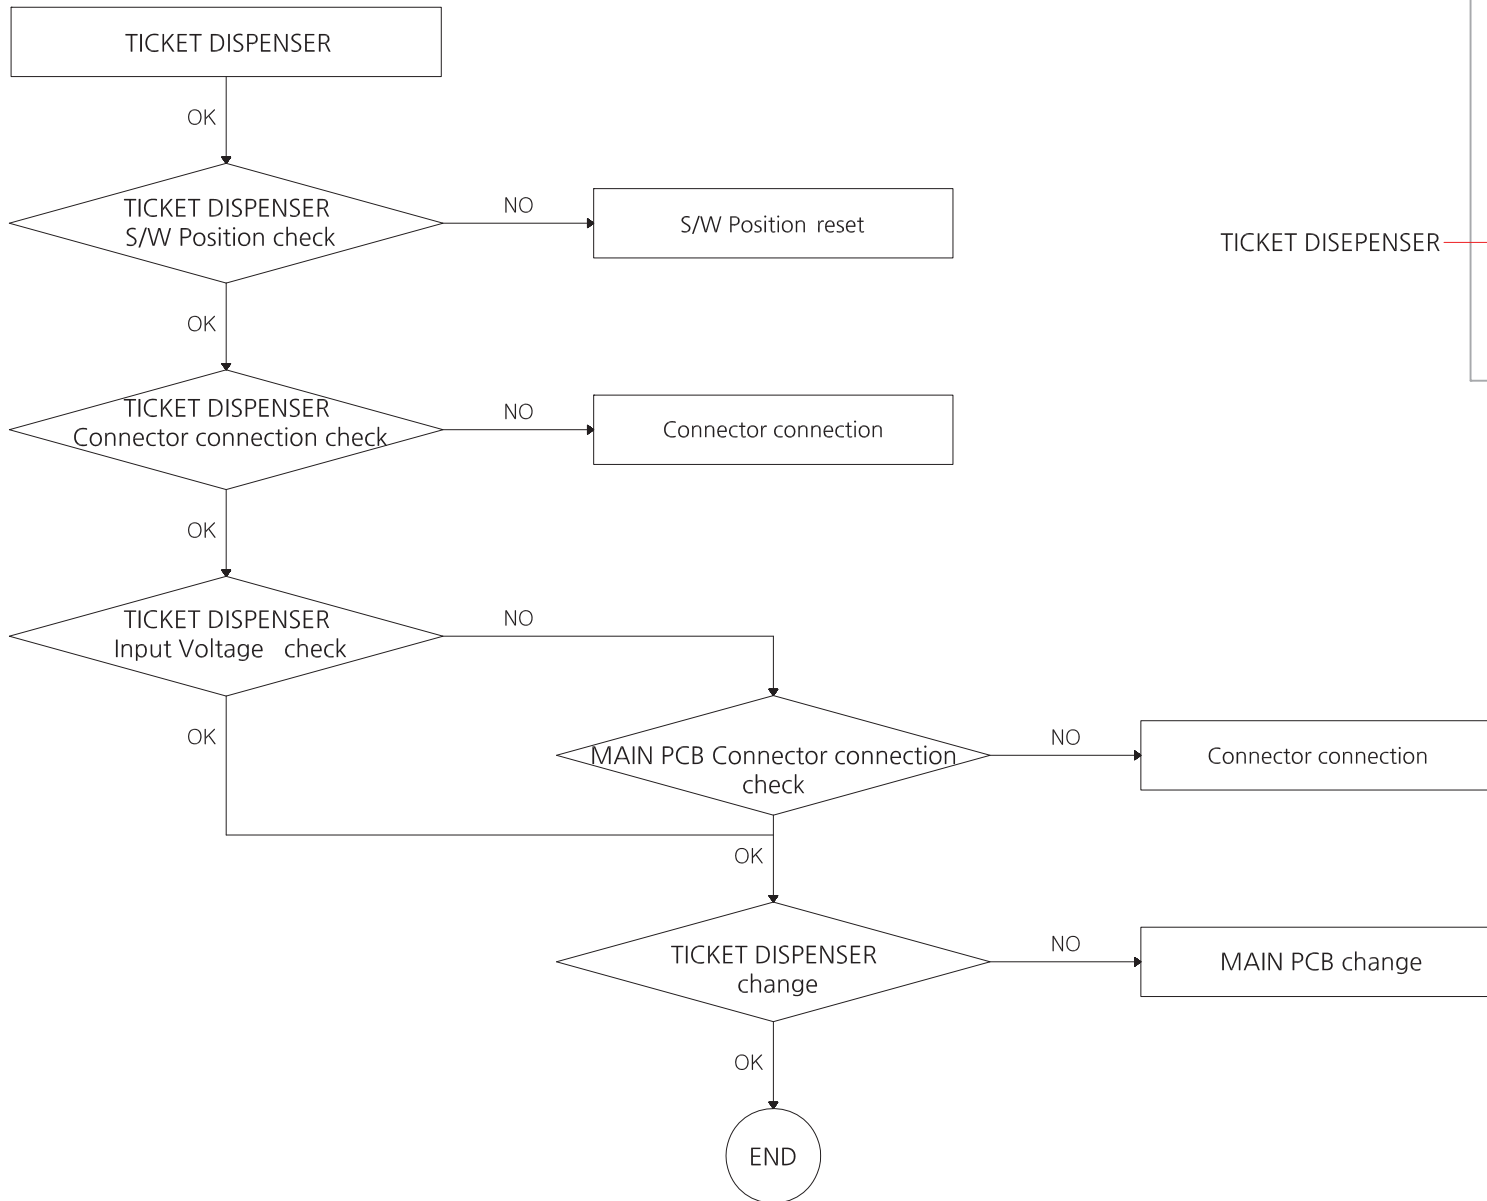 TICKET DISPENSER
OK
TICKET DISPENSER
S/W Position check
NO
S/W Position reset
TICKET DISEPENSER
OK
TICKET DISPENSER
Connector connection check
NO
Connector connection
OK
TICKET DISPENSER
Input Voltage check
NO
OK
MAIN PCB Connector connection
check
NO
Connector connection
OK
TICKET DISPENSER
change
NO
MAIN PCB change
OK
END